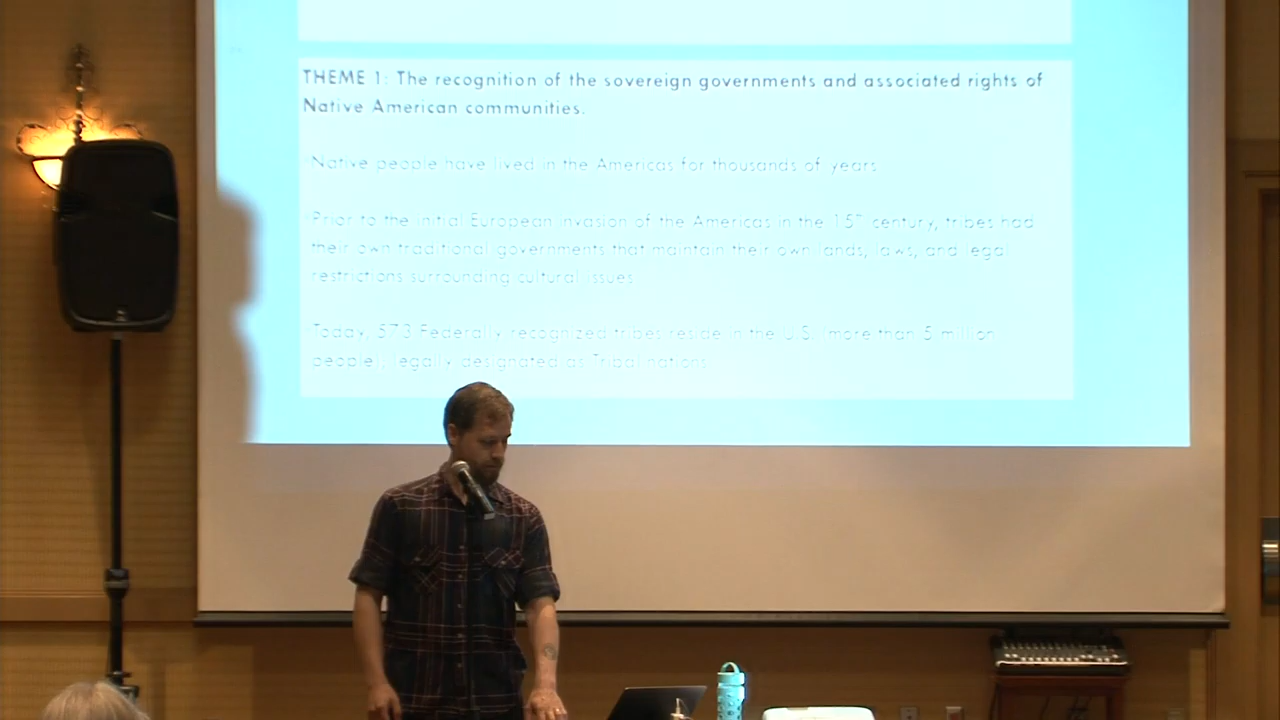 THEME 1: The recognition of the sovereign governments and associated rights of
Native American communities.
Native people have lived in the Americas for thousands of years
Prior to the initial European invasion of the Americas in the 15th century, tribes had
their own traditional governments that maintain their own lands, laws, and legal
restrictions surrounding cultural issues
Today, 573 Federally recognized tribes reside in the U.S. (more than 5 million
people), legally designated as Tribal nations